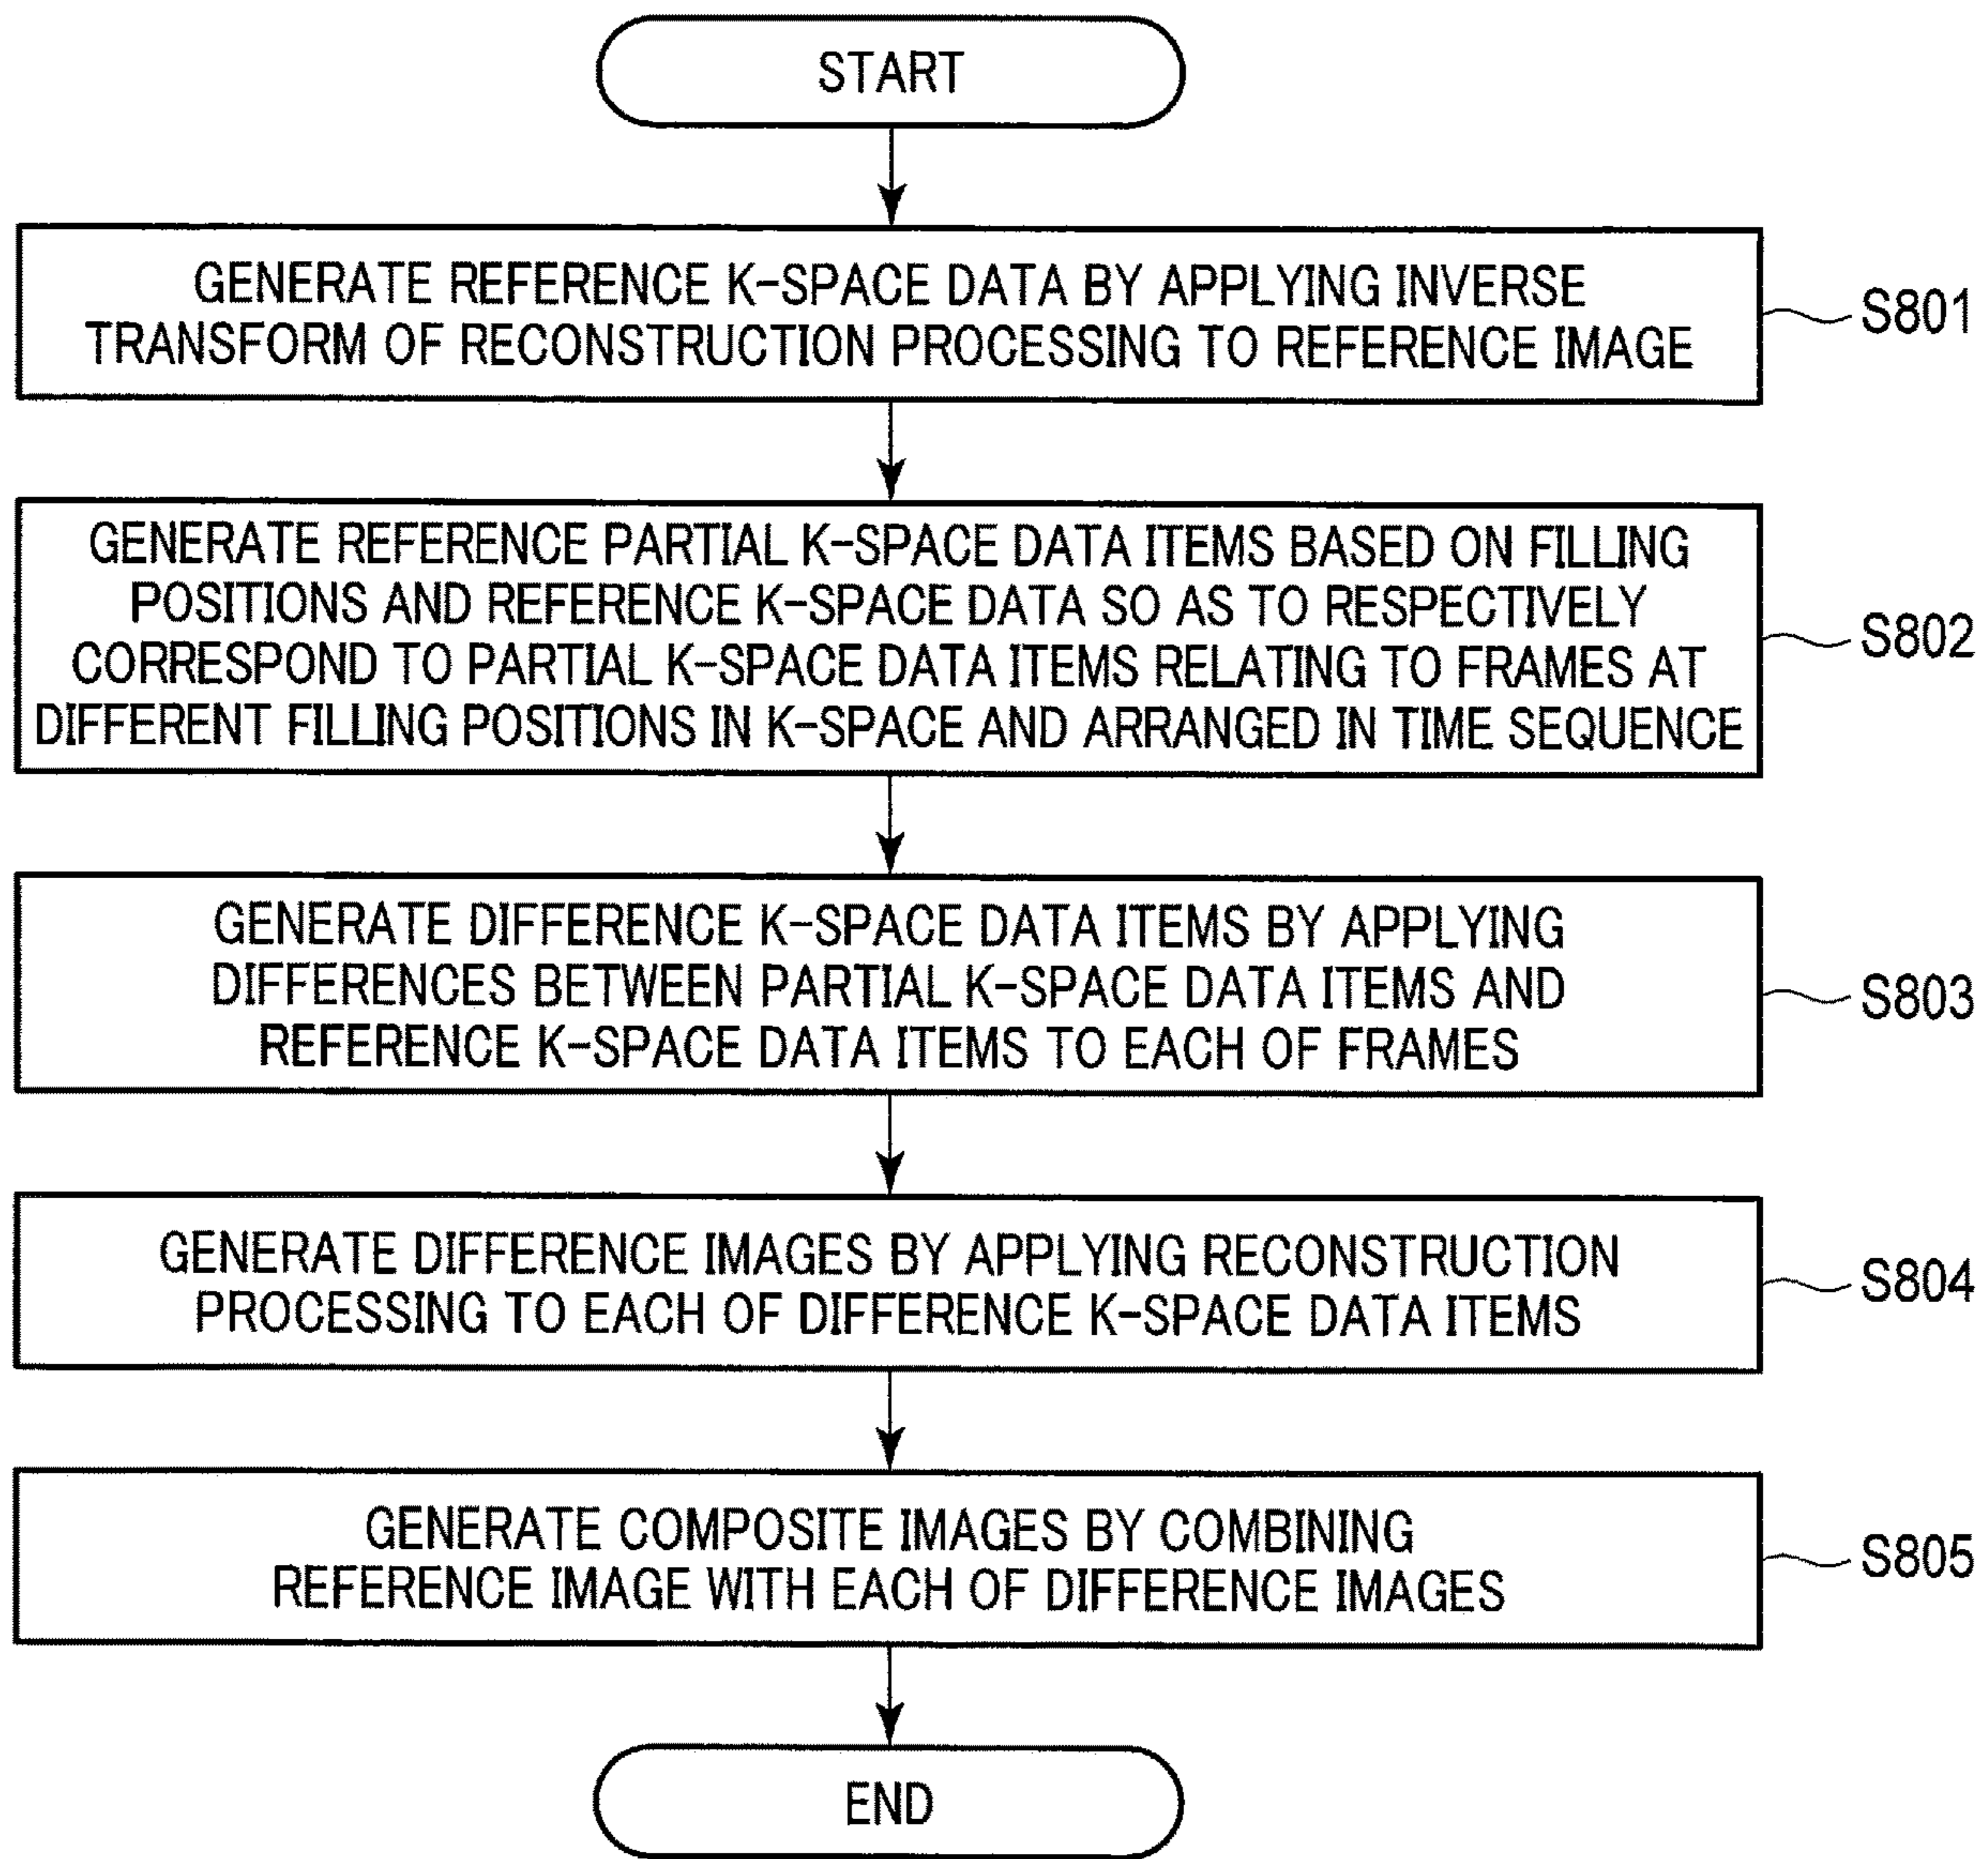 START
GENERATE REFERENCE K-SPACE DATA BY APPLYING INVERSE
TRANSFORM OF RECONSTRUCTION PROCESSING TO REFERENCE IMAGE
S801
GENERATE REFERENCE PARTIAL K-SPACE DATA ITEMS BASED ON FILLING
POSITIONS AND REFERENCE K-SPACE DATA SO AS TO RESPECTIVELY
CORRESPOND TO PARTIAL K-SPACE DATA ITEMS RELATING TO FRAMES AT
DIFFERENT FILLING POSITIONS IN K-SPACE AND ARRANGED IN TIME SEQUENCE
S802
GENERATE DIFFERENCE K-SPACE DATA ITEMS BY APPLYING
DIFFERENCES BETWEEN PARTIAL K-SPACE DATA ITEMS AND
REFERENCE K-SPACE DATA ITEMS TO EACH OF FRAMES
S803
GENERATE DIFFERENCE IMAGES BY APPLYING RECONSTRUCTION
PROCESSING TO EACH OF DIFFERENCE K-SPACE DATA ITEMS
S804
GENERATE COMPOSITE IMAGES BY COMBINING
REFERENCE IMAGE WITH EACH OF DIFFERENCE IMAGES
S805
END